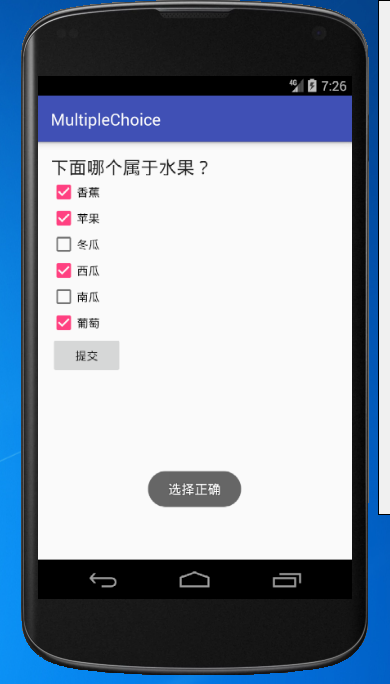 4G 7:26
MultipleChoice
下面哪个属于水果？
香蕉
苹果
冬瓜
西瓜
南瓜
葡萄
提交
选择正确